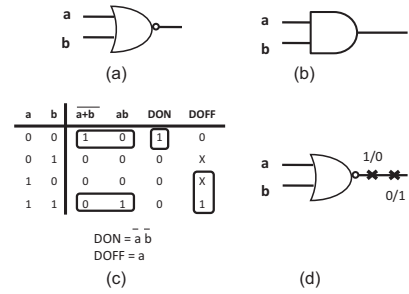 a
b
(a)
a
b
(b)
a b a+b ab DON DOFF
0 0 1 0 1 0
0 1 0 0 0 X
1 0 0 0 0 X
1 1 0 1 0 1
DON = a̅ b̅
DOFF = a
(c)
a
b
1/0
0/1
(d)